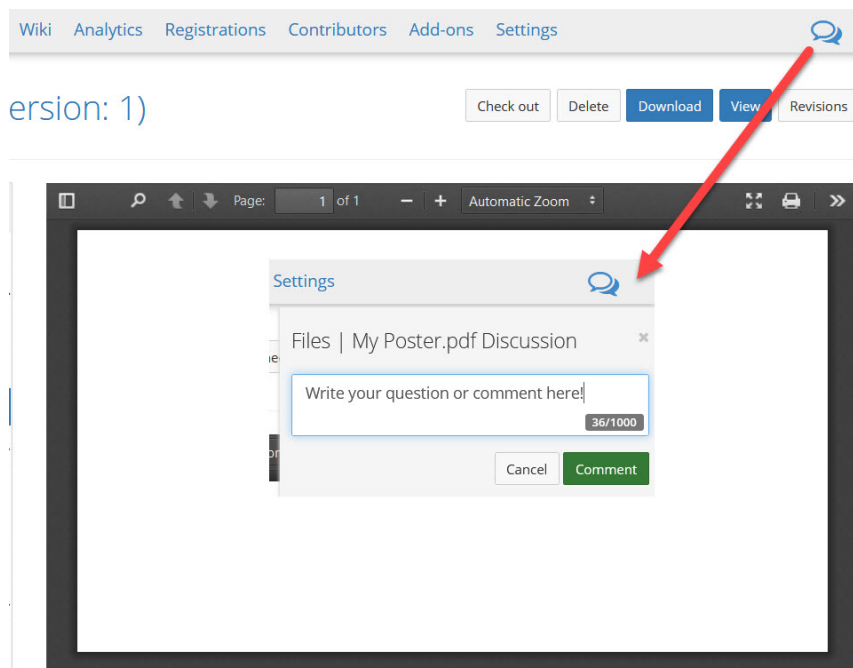 Wiki Analytics Registrations Contributors Add-ons Settings
ersion: 1)
Check out Delete Download View Revisions
Page: 1 of 1 Automatic Zoom
Settings
Files | My Poster.pdf Discussion
Write your question or comment here!
36/1000
Cancel Comment